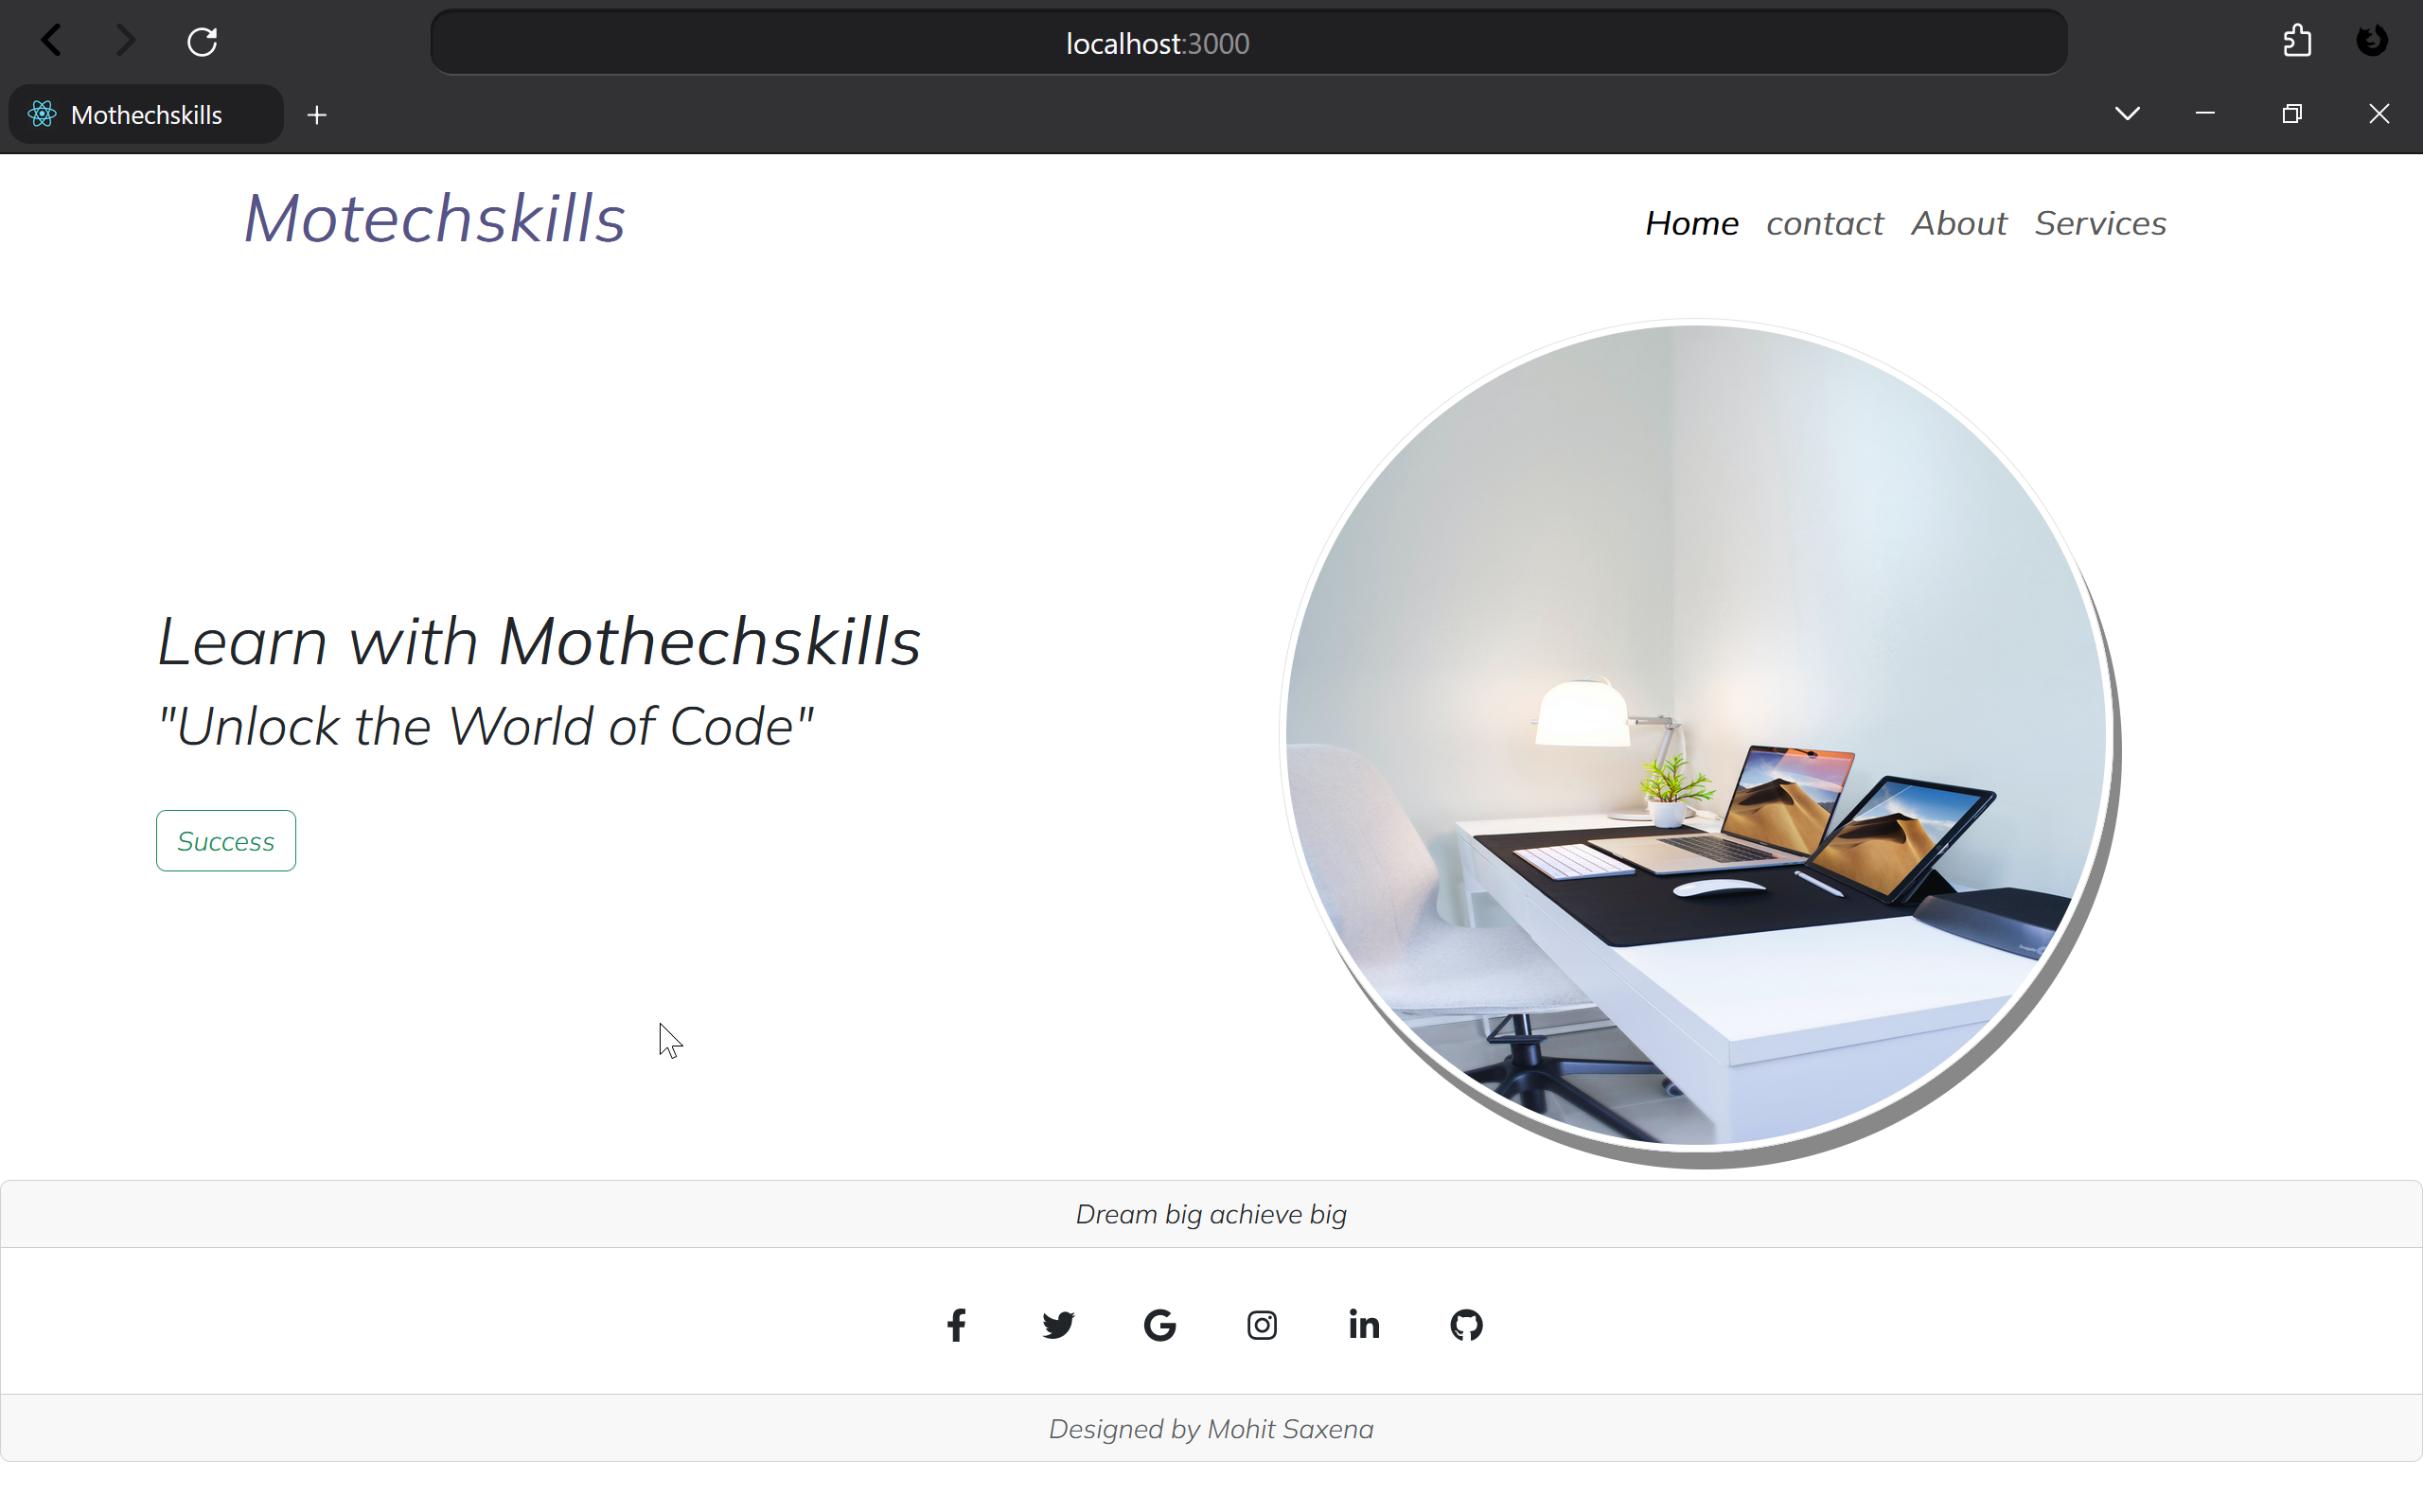 localhost:3000
Mothechskills
Motechskills
Home contact About Services
Learn with Mothechskills
"Unlock the World of Code"
Success
Dream big achieve big
Designed by Mohit Saxena